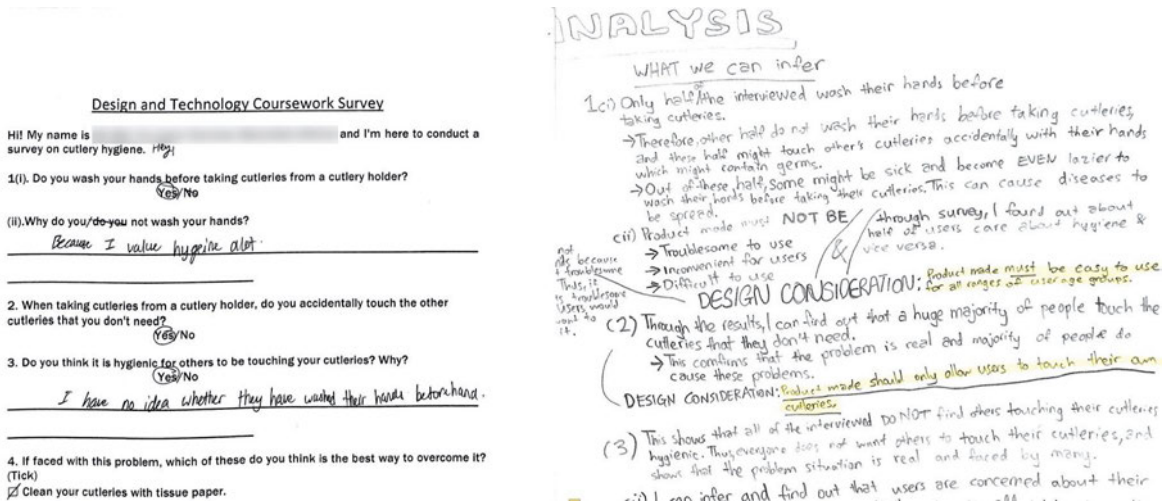 Design and Technology Coursework Survey
Hi! My name is and I'm here to conduct a
survey on cutlery hygiene. Hey!
1(i). Do you wash your hands before taking cutleries from a cutlery holder?
Yes/No
(ii).Why do you/do you not wash your hands?
Because I value hygeine alot.
2. When taking cutleries from a cutlery holder, do you accidentally touch the other
cutleries that you don't need?
Yes/No
3. Do you think it is hygienic for others to be touching your cutleries? Why?
Yes/No
I have no idea whether they have washed their hands beforehand.
4. If faced with this problem, which of these do you think is the best way to overcome it?
(Tick)
Clean your cutleries with tissue paper.
NALYSIS
WHAT we can infer
1ci) Only half of the interviewed wash their hands before
taking cutleries.
→Therefore, other half do not wash their hands before taking cutleries,
and these half might touch other's cutleries accidentally with their hands
which might contain germs.
→Out of these half, some might be sick and become EVEN lazier to
wash their hands before taking their cutleries. This can cause diseases to
be spread.
cii) Product made must NOT BE
→Troublesome to use
→Inconvenient for users
→Difficult to use
&
through survey, I found out about
half of users care about hygiene &
vice versa.
not
because
troublesome
Thus, it
is troublesome
users would
want to
it.
DESIGN CONSIDERATION: Product made must be easy to use
for all ranges of user age groups.
(2) Through the results, I can find out that a huge majority of people touch the
cutleries that they don't need.
→This comfirms that the problem is real and majority of people do
cause these problems.
DESIGN CONSIDERATION: Product made should only allow users to touch their own
cutleries.
(3) This shows that all of the interviewed DO NOT find others touching their cutleries
hygienic. Thus, everyone does not want others to touch their cutleries, and
shows that the problem situation is real and faced by many.
I can infer and find out that users are concerned about their